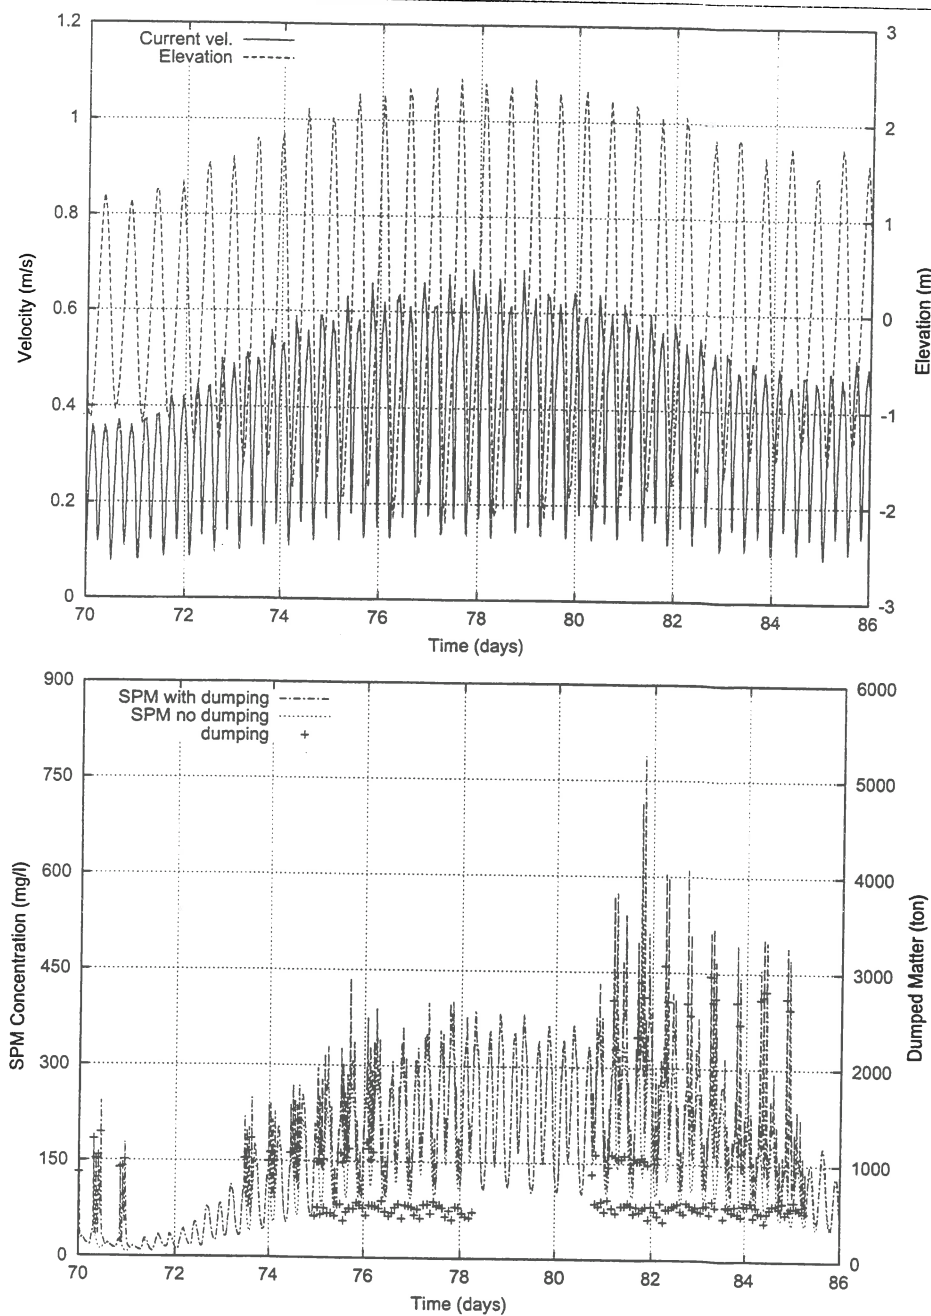 1.2
1
0.8
0.6
0.4
0.2
0
Velocity (m/s)
Current vel.
Elevation
3
2
1
0
-1
-2
-3
Elevation (m)
70 72 74 76 78 80 82 84 86
Time (days)
900
750
600
450
300
150
0
SPM Concentration (mg/l)
SPM with dumping
SPM no dumping
dumping
6000
5000
4000
3000
2000
1000
0
Dumped Matter (ton)
70 72 74 76 78 80 82 84 86
Time (days)